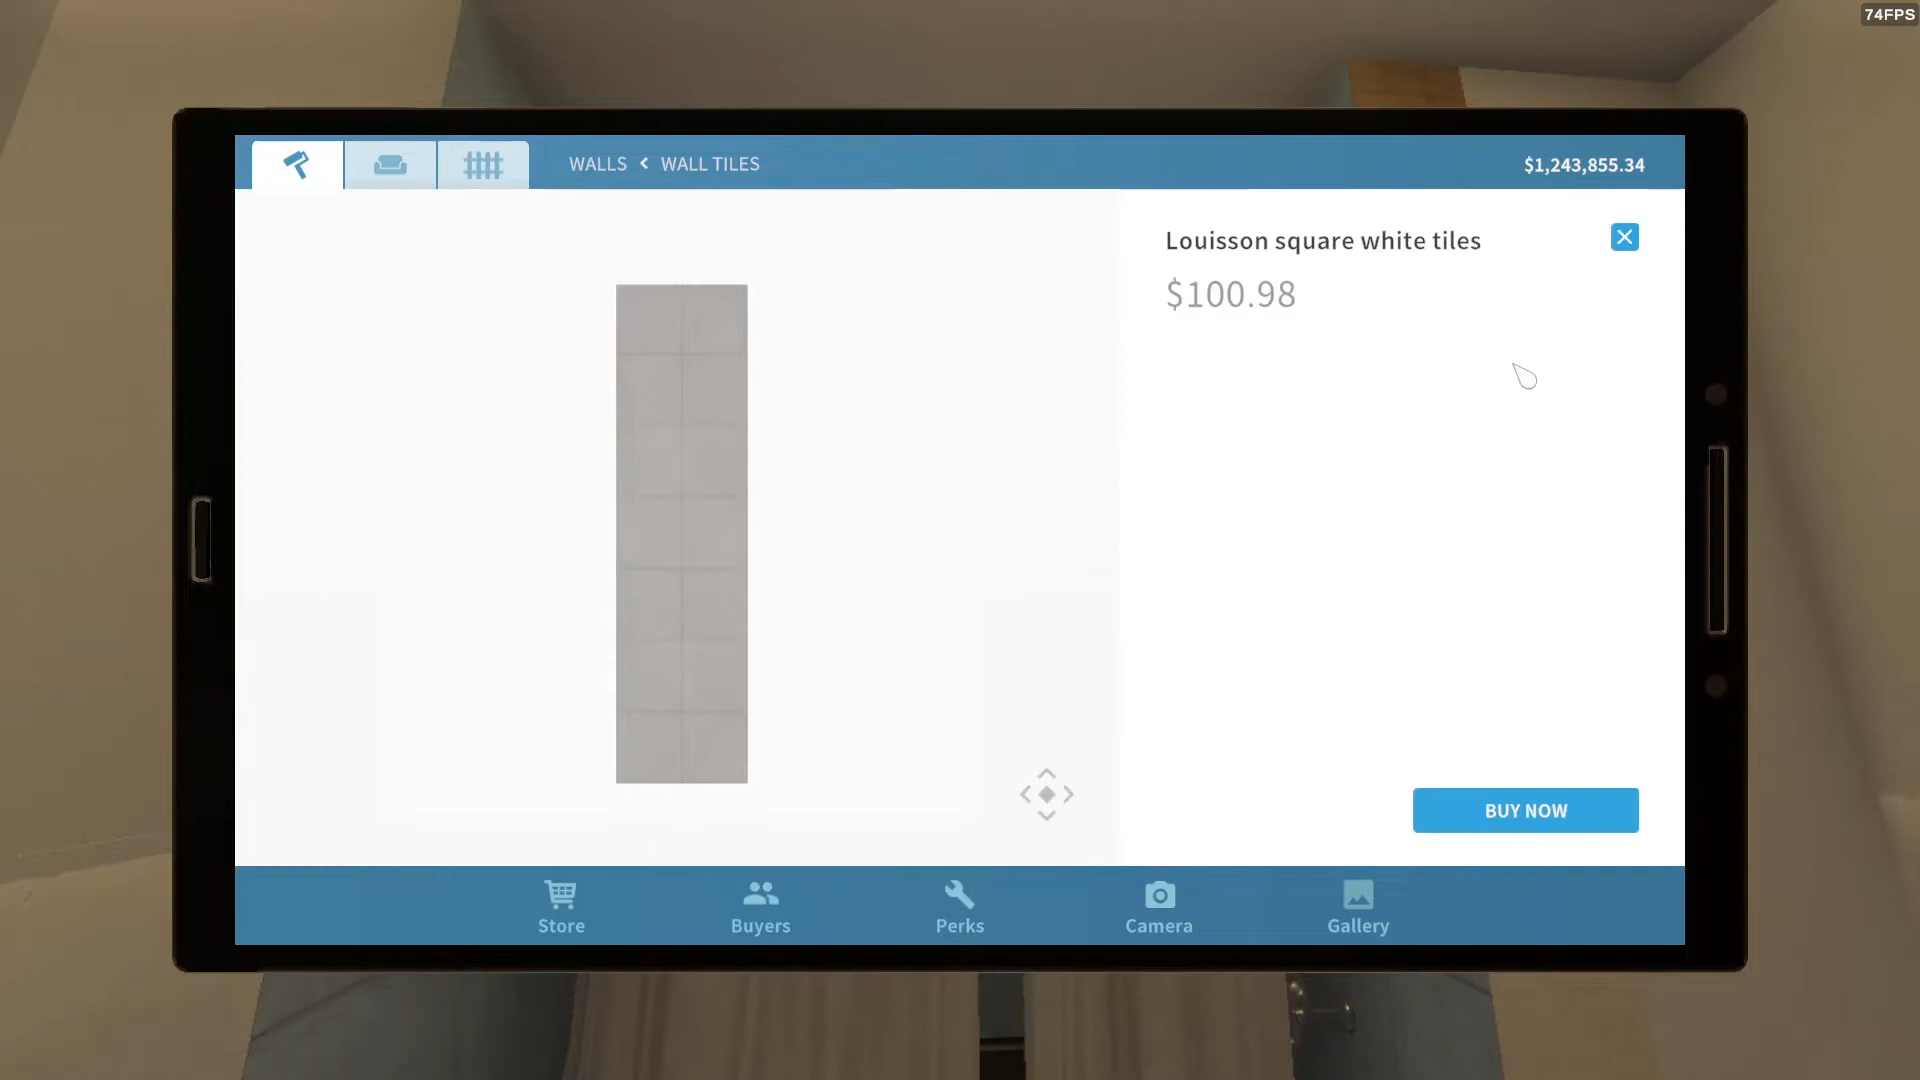 74FPS
WALLS < WALL TILES
$1,243,855.34
Louisson square white tiles
$100.98
BUY NOW
Store
Buyers
Perks
Camera
Gallery